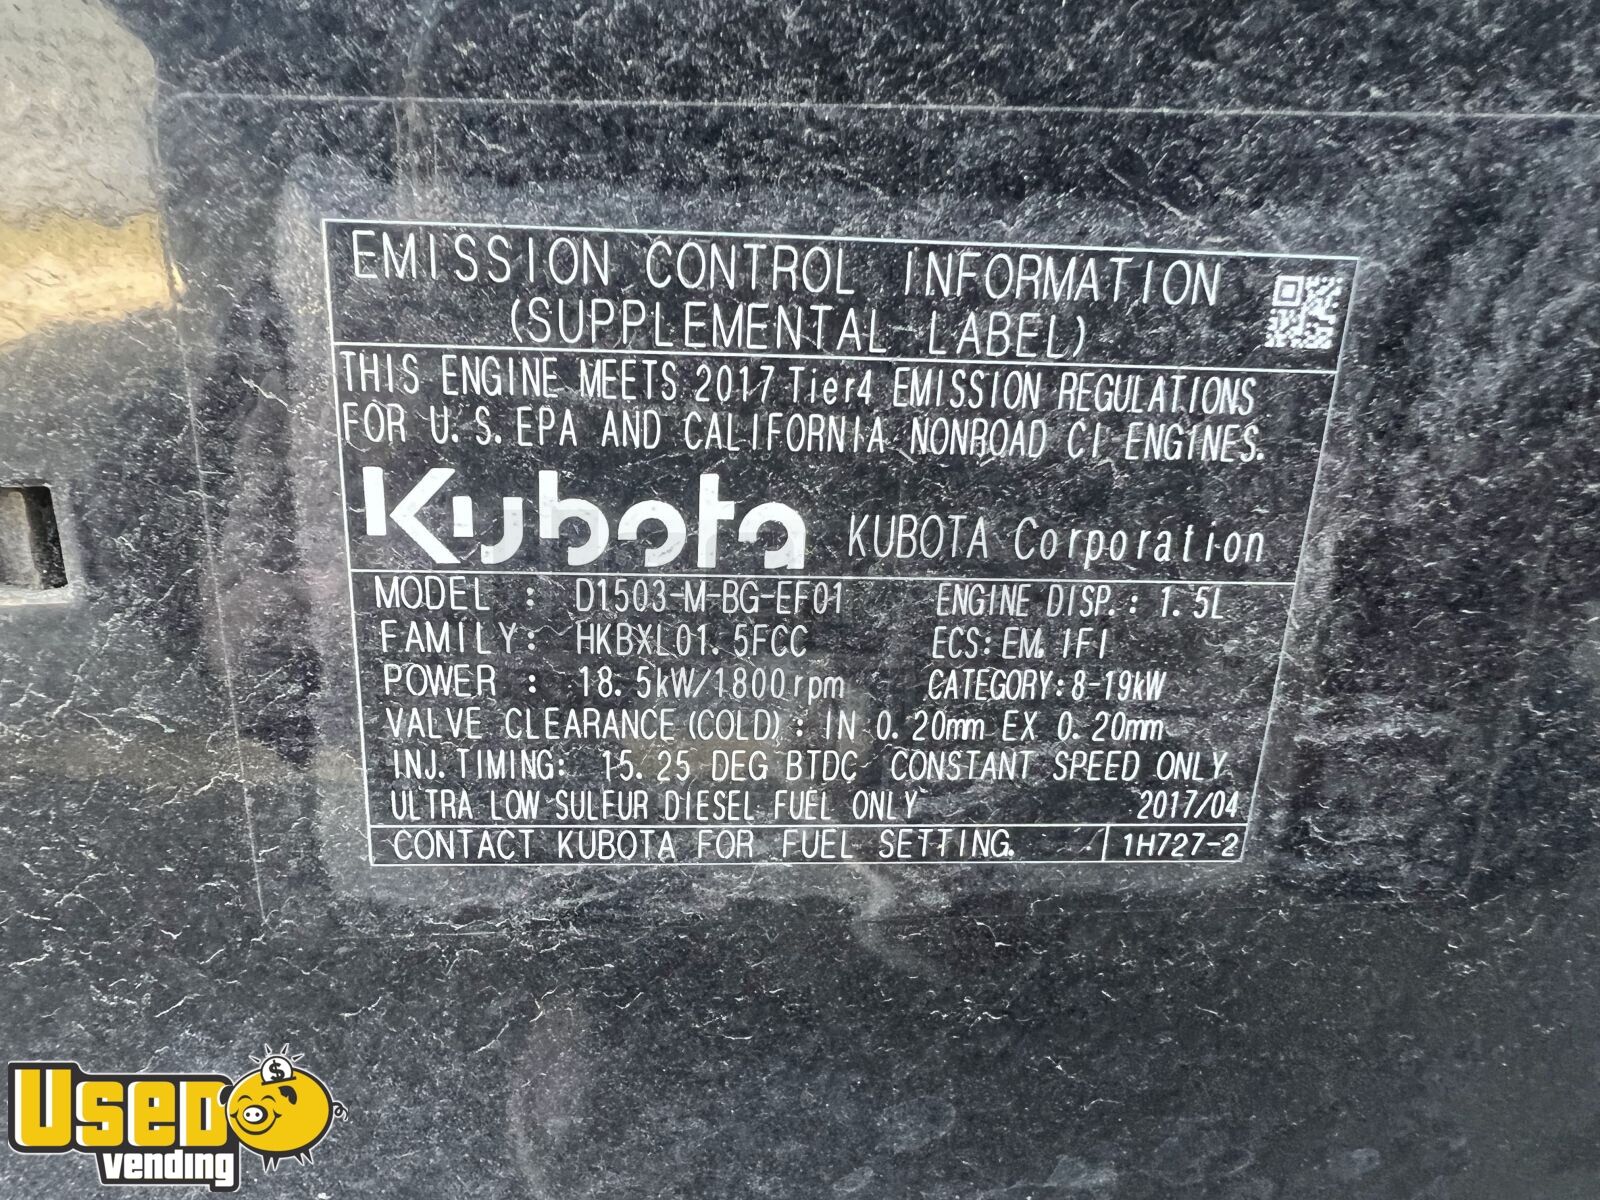 EMISSION CONTROL INFORMATION
(SUPPLEMENTAL LABEL)
THIS ENGINE MEETS 2017 Tier4 EMISSION REGULATIONS
FOR U.S.EPA AND CALIFORNIA NONROAD CI ENGINES.
Kubota KUBOTA Corporation
MODEL : D1503-M-BG-EF01 ENGINE DISP.: 1.5L
FAMILY: HKBXL01.5FCC ECS: EM, IFI
POWER : 18.5kW/1800rpm CATEGORY:8-19kW
VALVE CLEARANCE (COLD) : IN 0.20mm EX 0.20mm
INJ.TIMING: 15.25 DEG BTDC CONSTANT SPEED ONLY
ULTRA LOW SULFUR DIESEL FUEL ONLY 2017/04
CONTACT KUBOTA FOR FUEL SETTING. 1H727-2
USED
vending
$